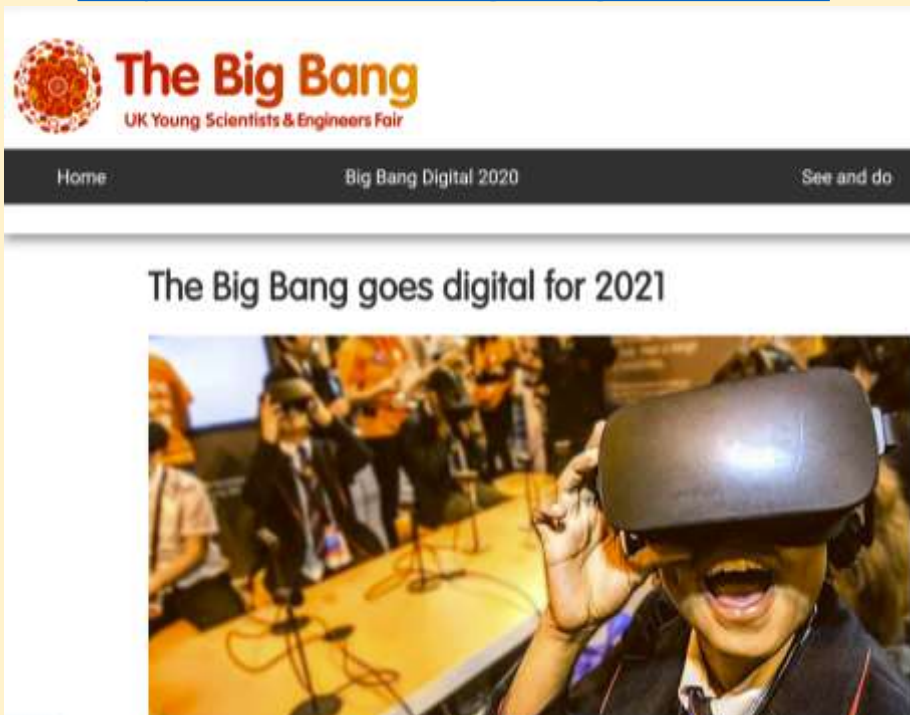 The Big Bang
UK Young Scientists & Engineers Fair
Home Big Bang Digital 2020 See and do
The Big Bang goes digital for 2021